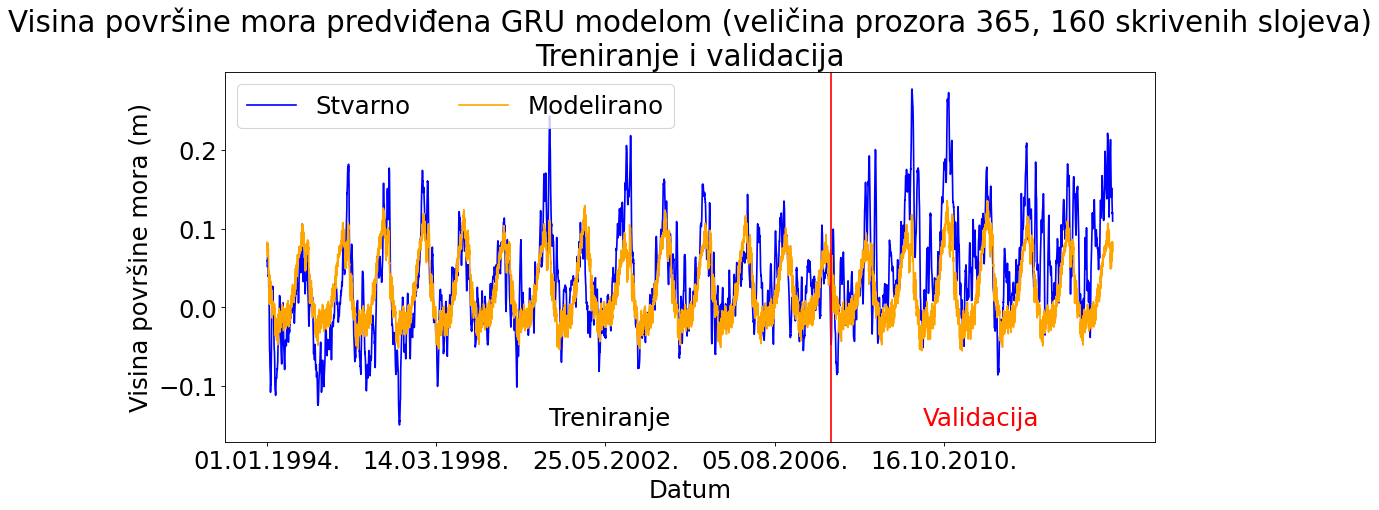 Visina površine mora predviđena GRU modelom (veličina prozora 365, 160 skrivenih slojeva)
Treniranje i validacija
Stvarno Modelirano
Visina površine mora (m)
0.2
0.1
0.0
−0.1
Treniranje Validacija
01.01.1994. 14.03.1998. 25.05.2002. 05.08.2006. 16.10.2010.
Datum